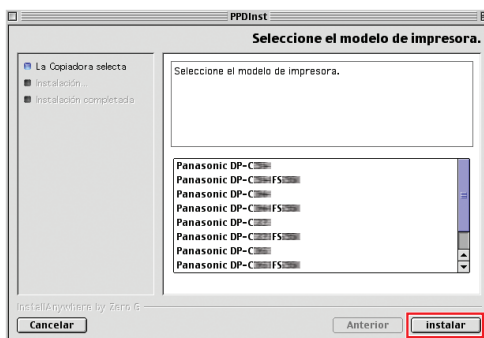 PPDInst
Seleccione el modelo de impresora.
La Copiadora selecta
Instalación...
Instalación completada
Seleccione el modelo de impresora.
Panasonic DP-C
Panasonic DP-C FS
Panasonic DP-C
Panasonic DP-C FS
Panasonic DP-C
Panasonic DP-C FS
Panasonic DP-C
Panasonic DP-C FS
InstallAnywhere by Zero G
Cancelar
Anterior
instalar